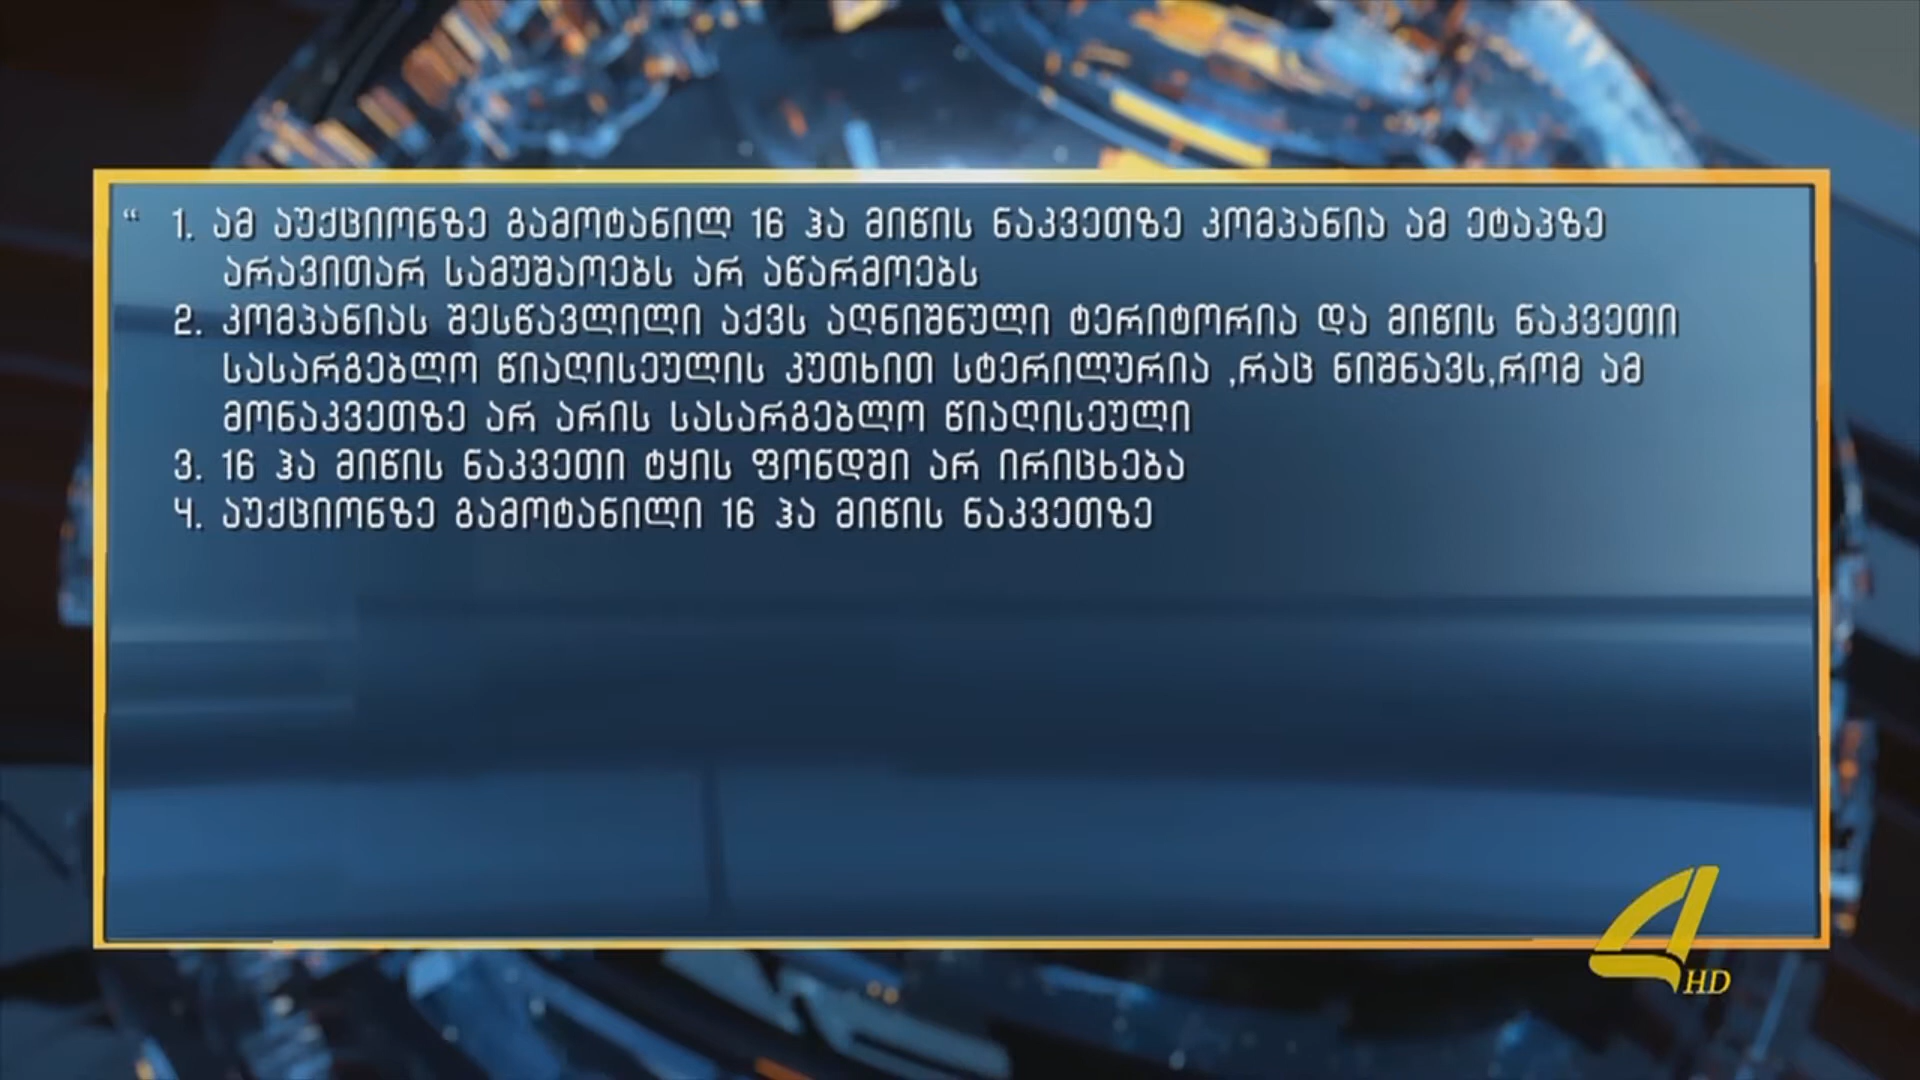 “ 1. ამ აუქციონზე გამოტანილ 16 ჰა მიწის ნაკვეთზე კომპანია ამ ეტაპზე
არავითარ სამუშაოებს არ აწარმოებს
2. კომპანიას შესწავლილი აქვს აღნიშნული ტერიტორია და მიწის ნაკვეთი
სასარგებლო წიაღისეულის კუთხით სტერილურია ,რაც ნიშნავს,რომ ამ
მონაკვეთზე არ არის სასარგებლო წიაღისეული
3. 16 ჰა მიწის ნაკვეთი ტყის ფონდში არ ირიცხება
4. აუქციონზე გამოტანილი 16 ჰა მიწის ნაკვეთზე
4 HD